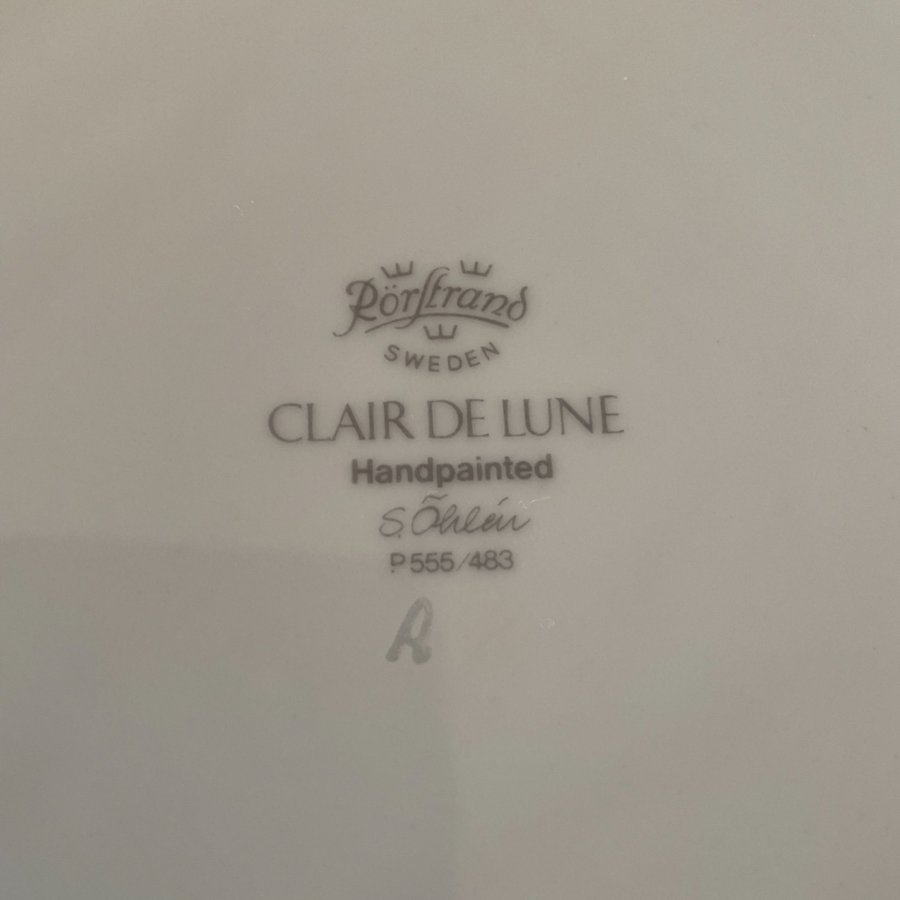 Rörstrand
SWEDEN
CLAIR DE LUNE
Handpainted
S. Öhlén
P555/483
R